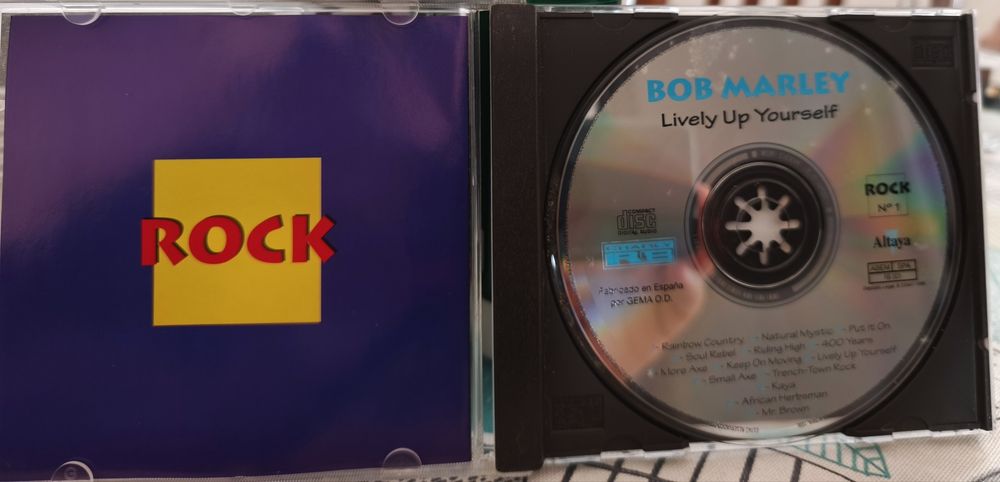 ROCK
BOB MARLEY
Lively Up Yourself
COMPACT
disc
DIGITAL AUDIO
CHARLY
R&B
Fabricado en España
por GEMA O.D.
ROCK
Nº 1
Altaya
- Rainbow Country - Natural Mystic - Put It On
- Soul Rebel - Riding High - 400 Years
- More Axe - Keep On Moving - Lively Up Yourself
- Small Axe - Trench-Town Rock
- Kaya
- African Herbsman
- Mr. Brown